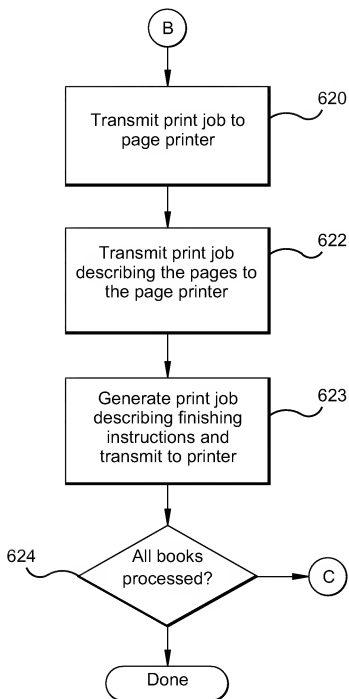 B
Transmit print job to
page printer
620
Transmit print job
describing the pages to
the page printer
622
Generate print job
describing finishing
instructions and
transmit to printer
623
624
All books
processed?
C
Done